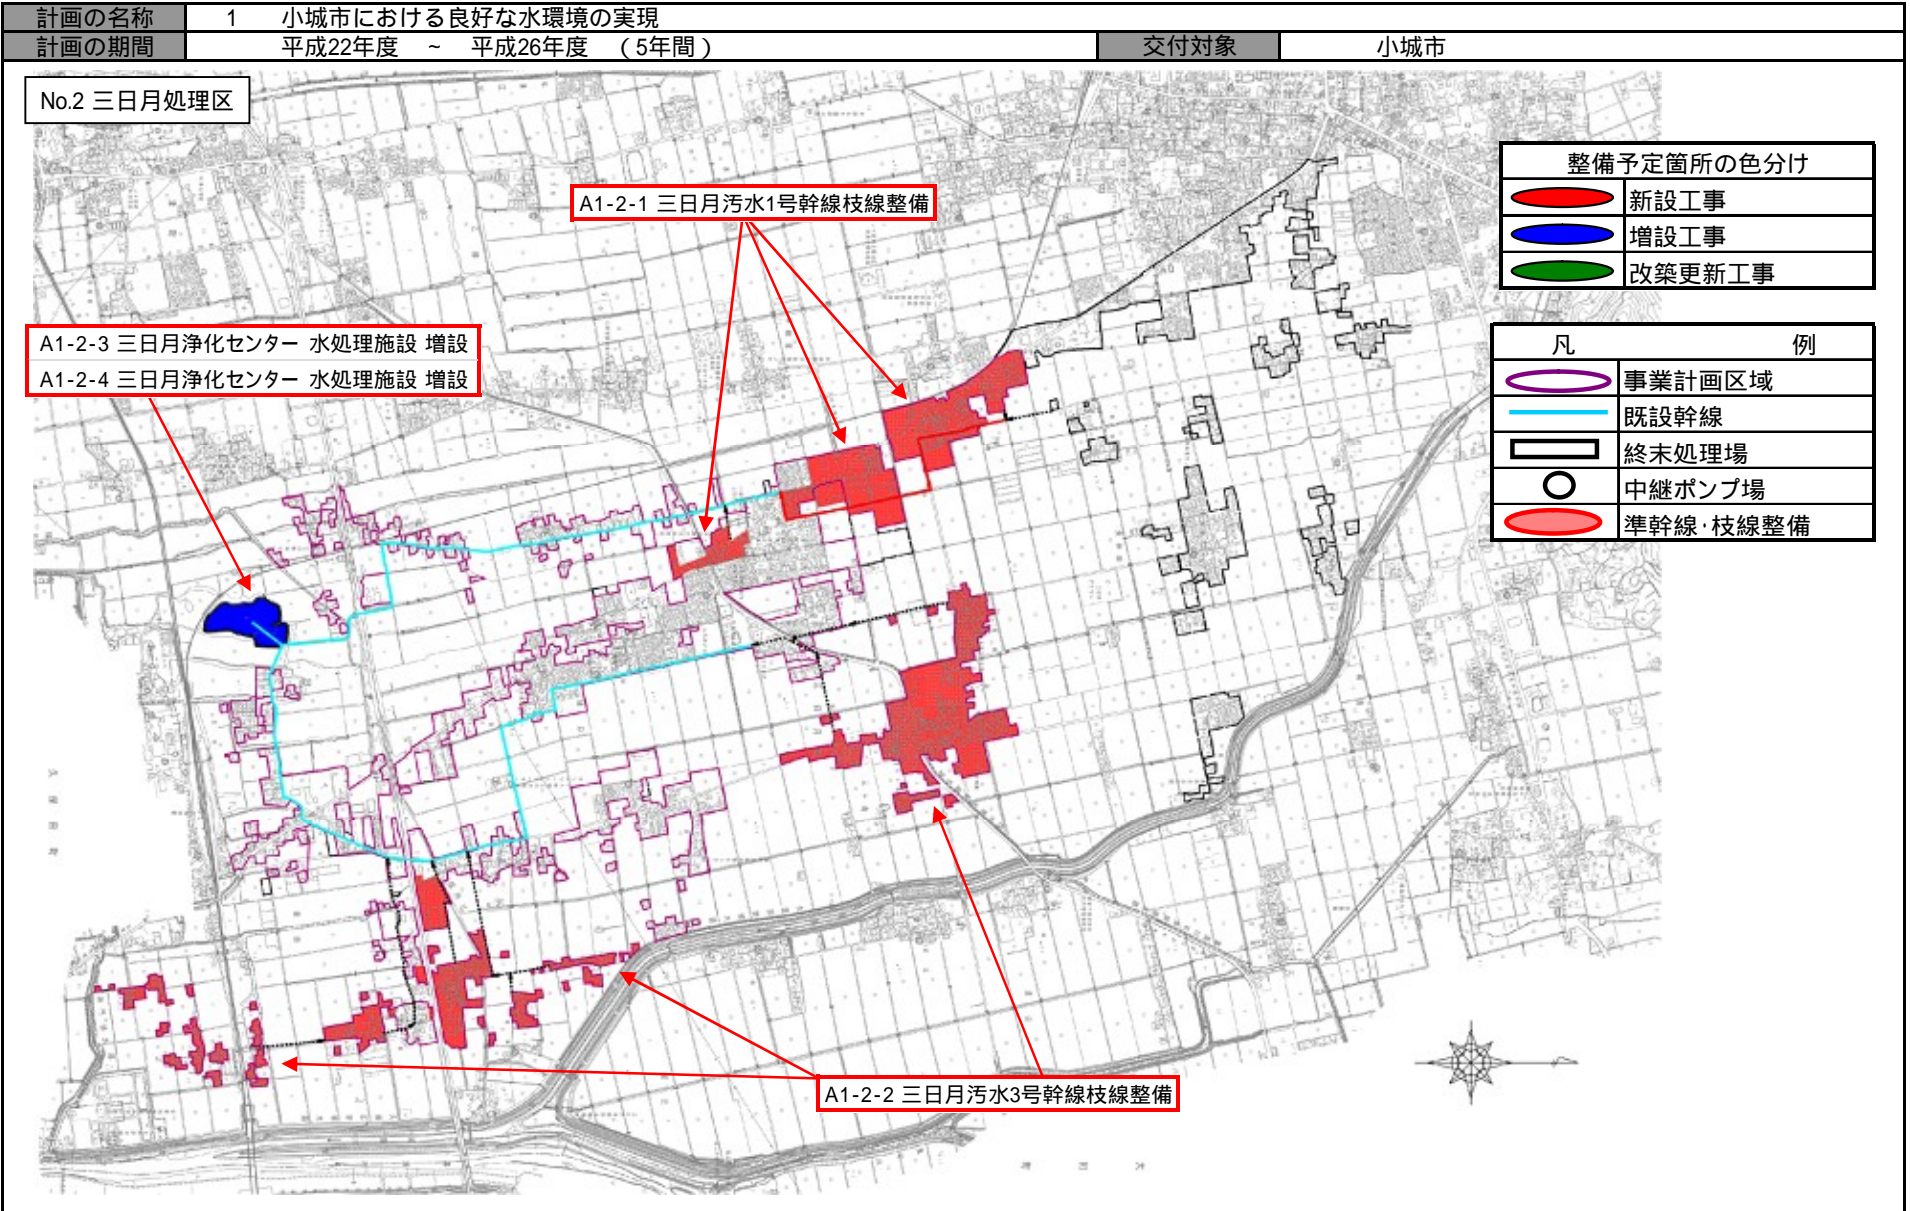 計画の名称 1 小城市における良好な水環境の実現
計画の期間 平成22年度 ~ 平成26年度 (5年間) 交付対象 小城市
No.2 三日月処理区
整備予定箇所の色分け
新設工事
増設工事
改築更新工事
A1-2-1 三日月汚水1号幹線枝線整備
A1-2-3 三日月浄化センター 水処理施設 増設
A1-2-4 三日月浄化センター 水処理施設 増設
凡 例
事業計画区域
既設幹線
終末処理場
中継ポンプ場
準幹線・枝線整備
A1-2-2 三日月汚水3号幹線枝線整備